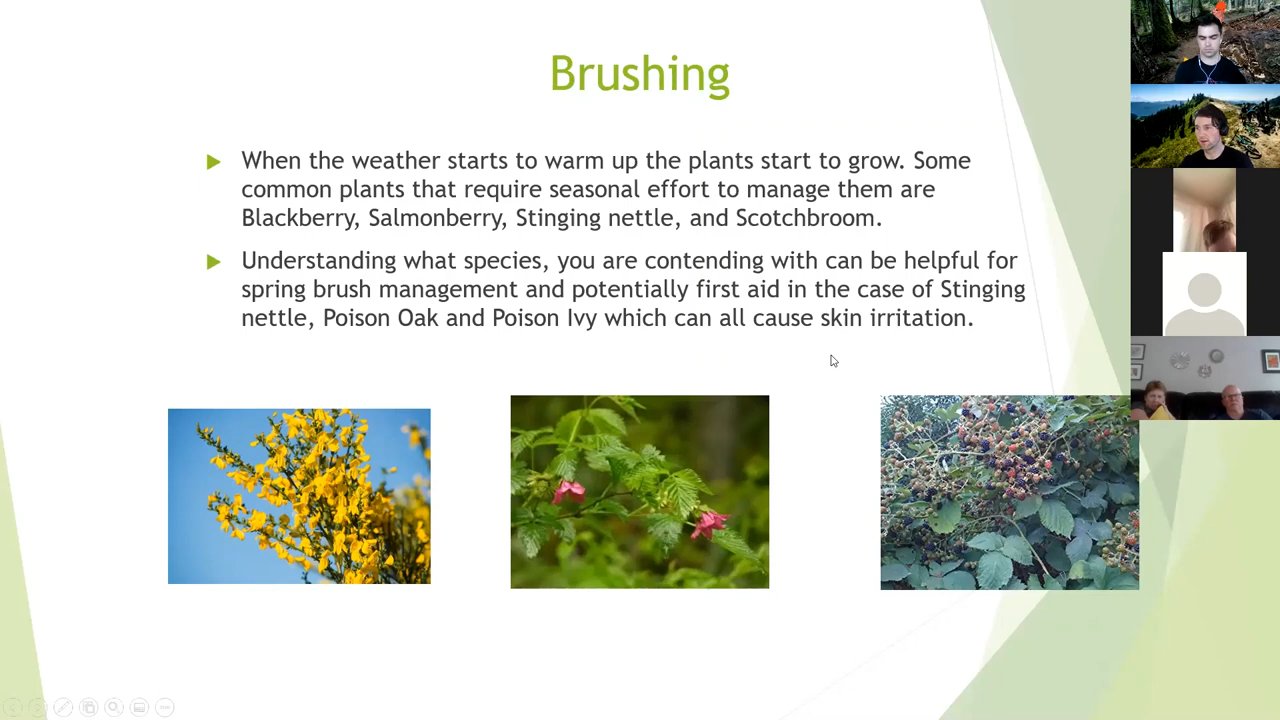 Brushing
When the weather starts to warm up the plants start to grow. Some
common plants that require seasonal effort to manage them are
Blackberry, Salmonberry, Stinging nettle, and Scotchbroom.
Understanding what species, you are contending with can be helpful for
spring brush management and potentially first aid in the case of Stinging
nettle, Poison Oak and Poison Ivy which can all cause skin irritation.